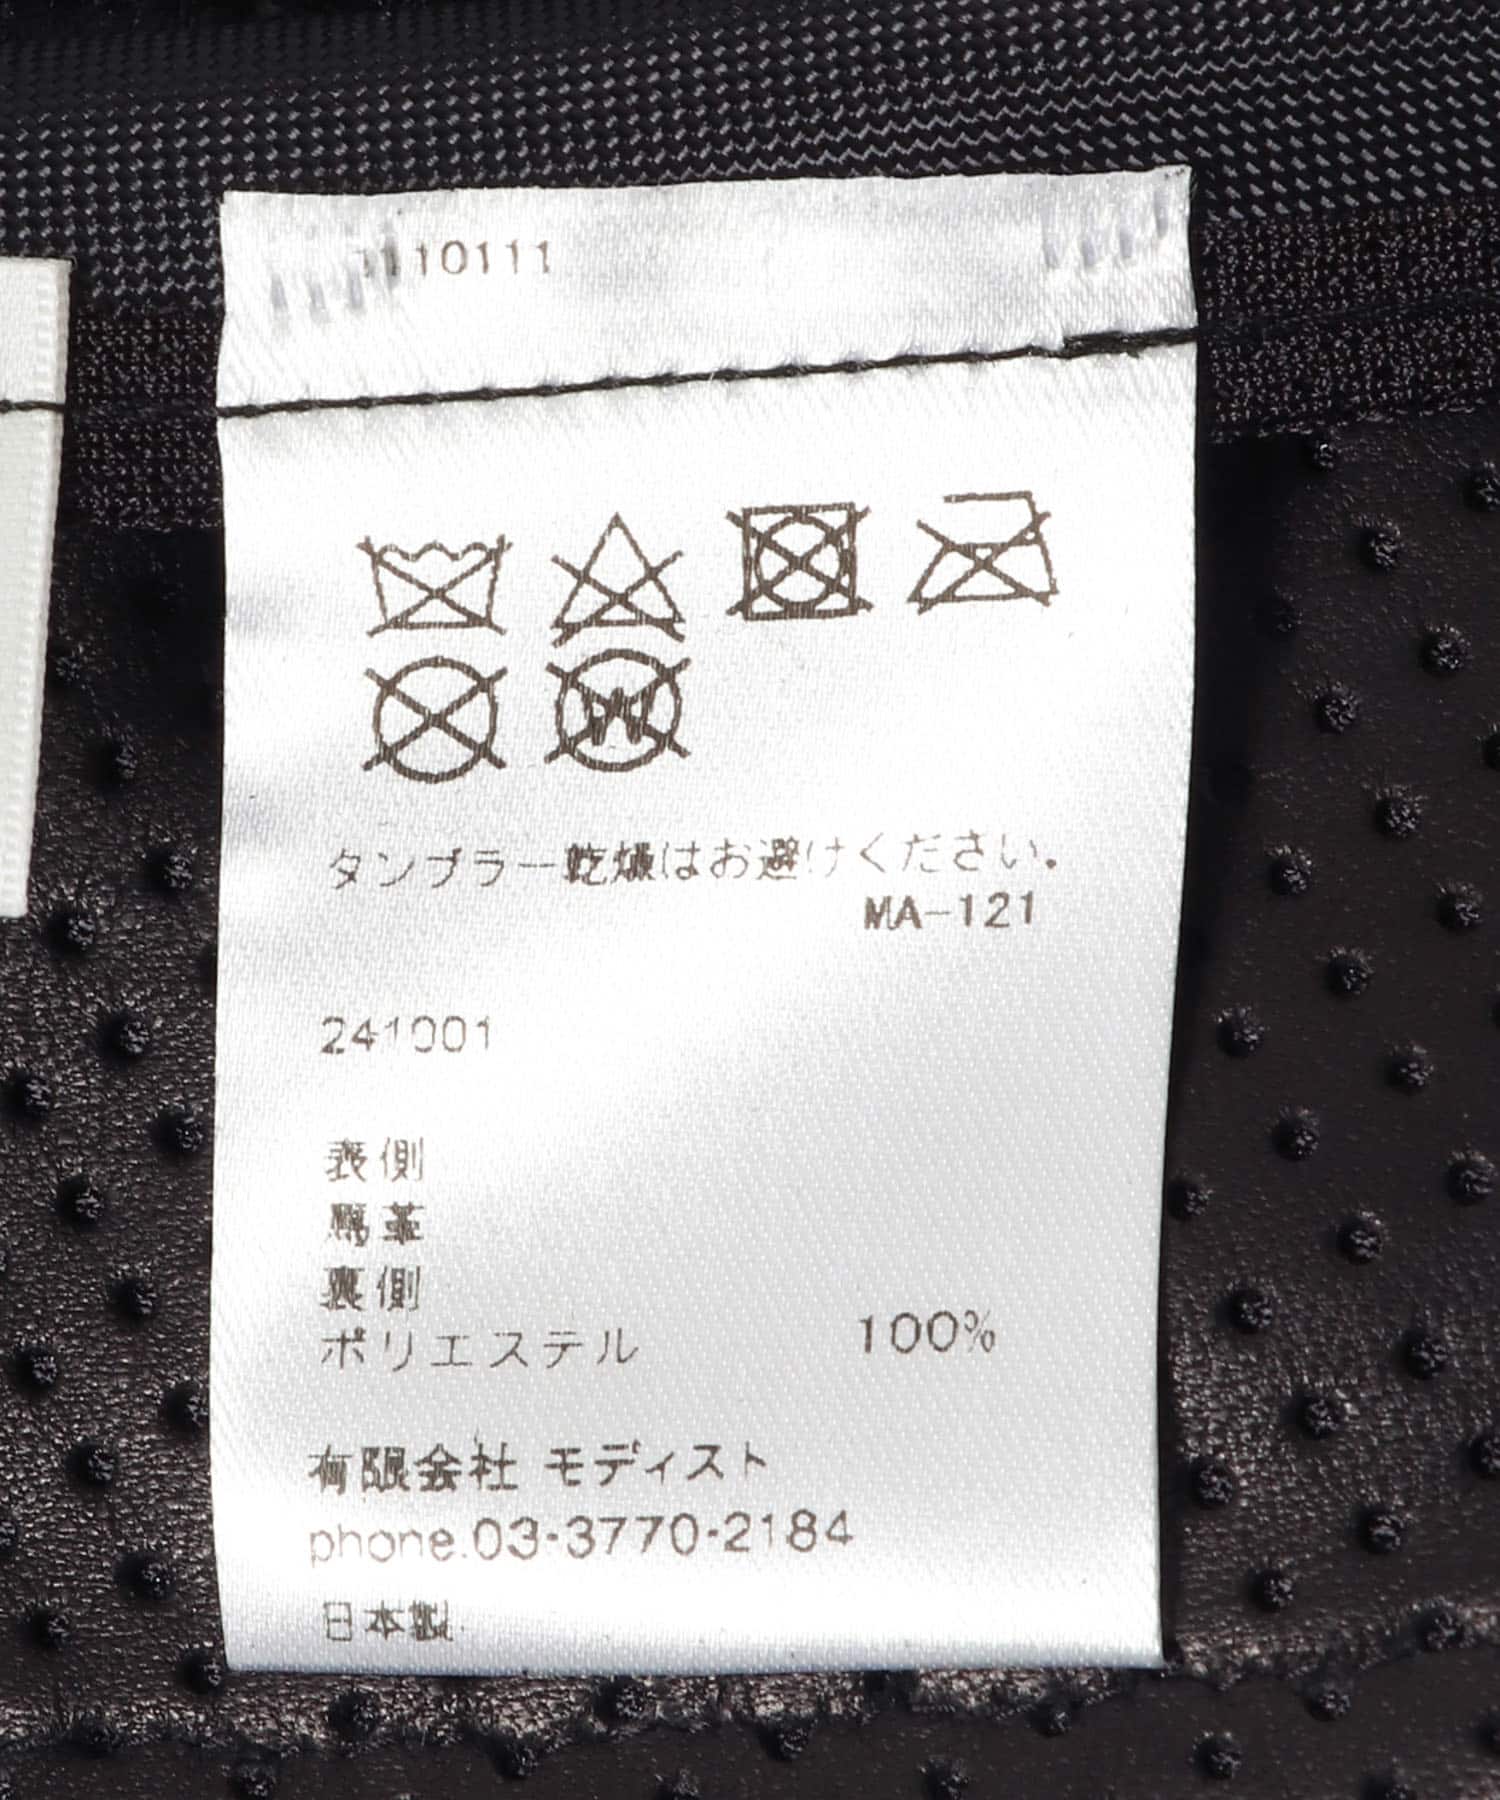 1110111
タンブラー乾燥はお避けください。
MA-121
241001
表側
馬革
裏側
ポリエステル 100%
有限会社 モディスト
phone.03-3770-2184
日本製